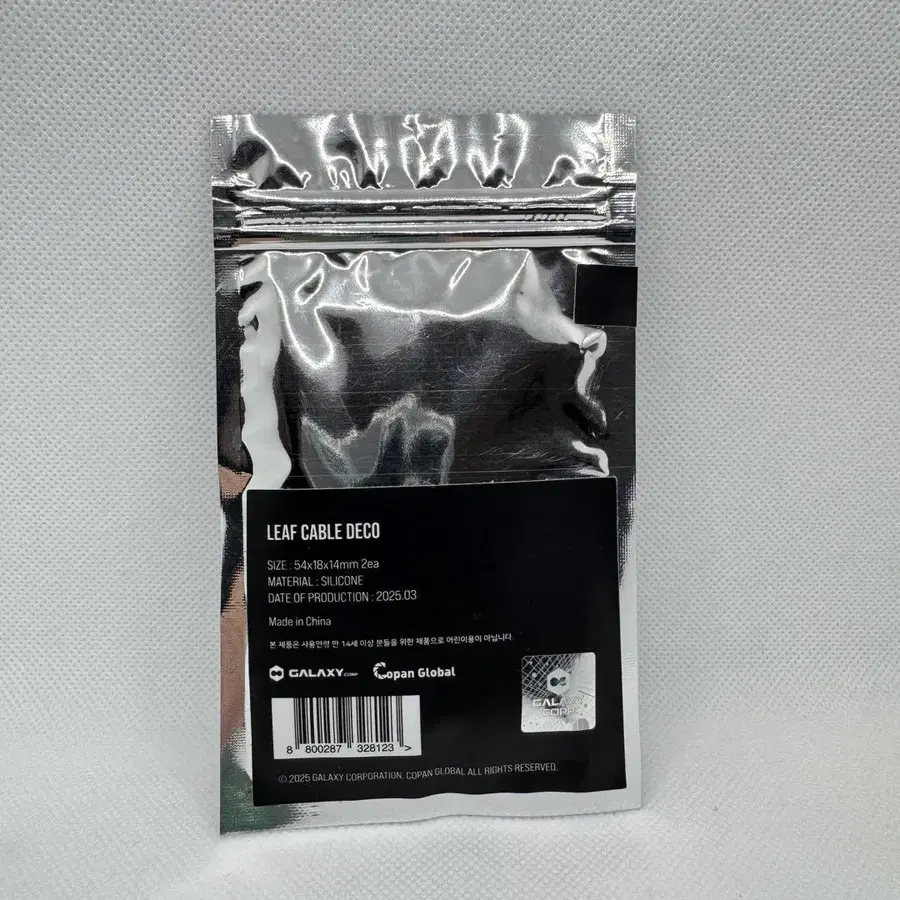 LEAF CABLE DECO
SIZE : 54x18x14mm 2ea
MATERIAL : SILICONE
DATE OF PRODUCTION : 2025.03
Made in China
본 제품은 사용연령 만 14세 이상 분들을 위한 제품으로 어린이용이 아닙니다.
GALAXY CORP Copan Global
GALAXY
CORP
8 800287 328123 >
© 2025 GALAXY CORPORATION, COPAN GLOBAL ALL RIGHTS RESERVED.